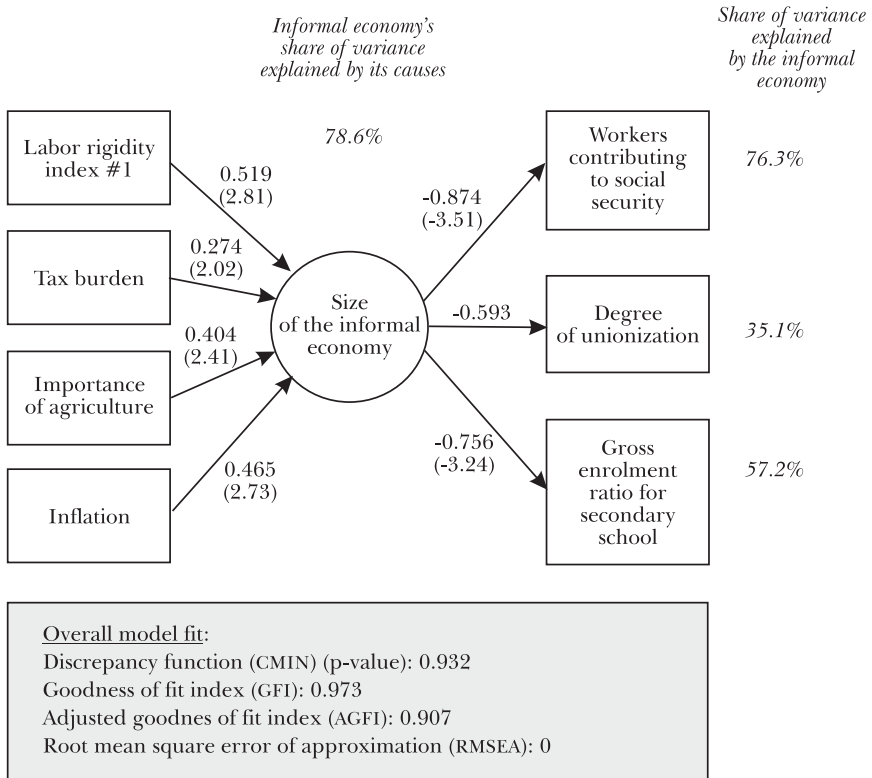 Informal economy's
share of variance
explained by its causes
Share of variance
explained
by the informal
economy
78.6%
Labor rigidity
index #1
0.519
(2.81)
Tax burden
0.274
(2.02)
Importance
of agriculture
0.404
(2.41)
Inflation
0.465
(2.73)
Size
of the informal
economy
-0.874
(-3.51)
Workers
contributing
to social
security
76.3%
-0.593
Degree
of unionization
35.1%
-0.756
(-3.24)
Gross
enrolment
ratio for
secondary
school
57.2%
Overall model fit:
Discrepancy function (CMIN) (p-value): 0.932
Goodness of fit index (GFI): 0.973
Adjusted goodnes of fit index (AGFI): 0.907
Root mean square error of approximation (RMSEA): 0